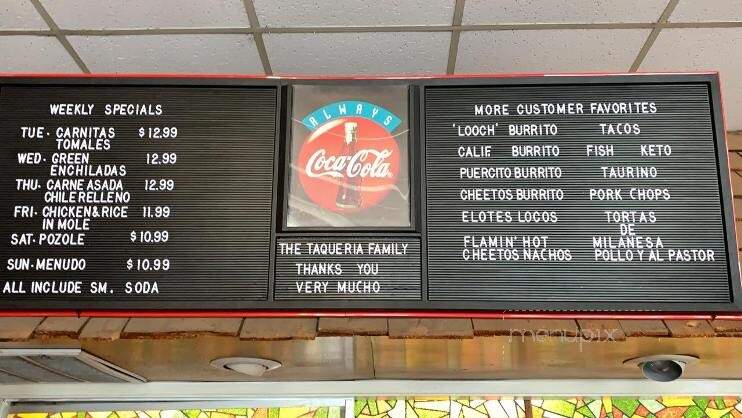 WEEKLY SPECIALS
TUE. CARNITAS $12.99
TOMALES
WED. GREEN 12.99
ENCHILADAS
THU. CARNE ASADA 12.99
CHILERELLENO
FRI. CHICKEN&RICE 11.99
IN MOLE
SAT. POZOLE $10.99
SUN. MENUDO $10.99
ALL INCLUDE SM. SODA
ALWAYS
Coca-Cola
THE TAQUERIA FAMILY
THANKS YOU
VERY MUCHO
MORE CUSTOMER FAVORITES
'LOOCH' BURRITO TACOS
CALIF BURRITO FISH KETO
PUERCITO BURRITO TAURINO
CHEETOS BURRITO PORK CHOPS
ELOTES LOCOS TORTAS
DE
FLAMIN' HOT MILANESA
CHEETOS NACHOS POLLO Y AL PASTOR
menupix